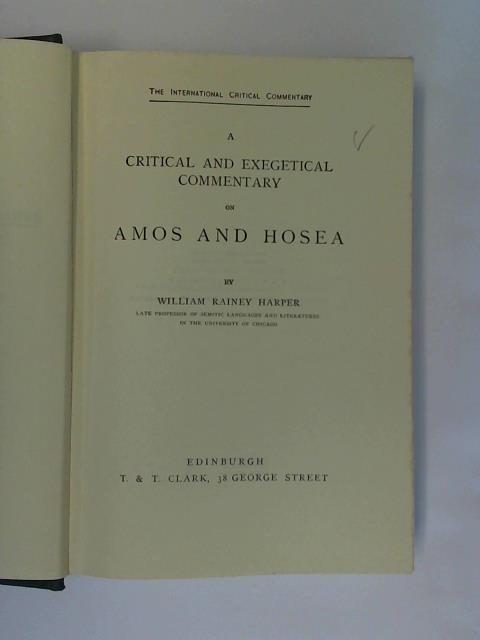 THE INTERNATIONAL CRITICAL COMMENTARY
A
CRITICAL AND EXEGETICAL
COMMENTARY
ON
AMOS AND HOSEA
BY
WILLIAM RAINEY HARPER
LATE PROFESSOR OF SEMITIC LANGUAGES AND LITERATURES
IN THE UNIVERSITY OF CHICAGO
EDINBURGH
T. & T. CLARK, 38 GEORGE STREET